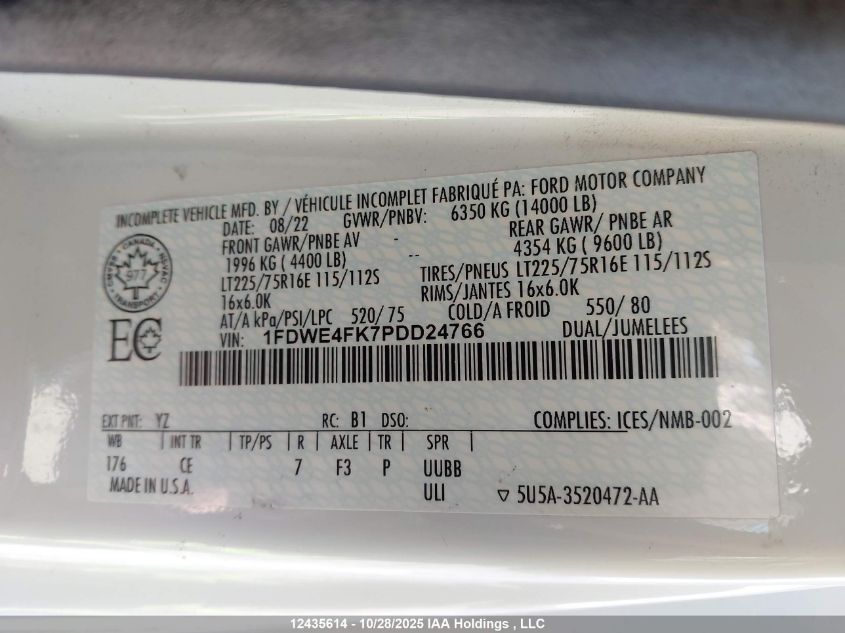 INCOMPLETE VEHICLE MFD. BY / VÉHICULE INCOMPLET FABRIQUÉ PA: FORD MOTOR COMPANY
DATE: 08/22 GVWR/PNBV: 6350 KG (14000 LB)
FRONT GAWR/PNBE AV - REAR GAWR/ PNBE AR
1996 KG ( 4400 LB) -- 4354 KG ( 9600 LB)
LT225/75R16E 115/112S TIRES/PNEUS LT225/75R16E 115/112S
16x6.0K RIMS/JANTES 16x6.0K
AT/A kPa/PSI/LPC 520/ 75 COLD/A FROID 550/ 80
VIN: 1FDWE4FK7PDD24766 DUAL/JUMELEES
CANADA
CMVSS NSVAC
977
TRANSPORT
EC
EXT PNT: YZ RC: B1 DSO: COMPLIES: ICES/NMB-002
WB | INT TR | TP/PS | R | AXLE | TR | SPR
176 CE 7 F3 P UUBB
MADE IN U.S.A. ULI ▽ 5U5A-3520472-AA
12435614 - 10/28/2025 IAA Holdings , LLC